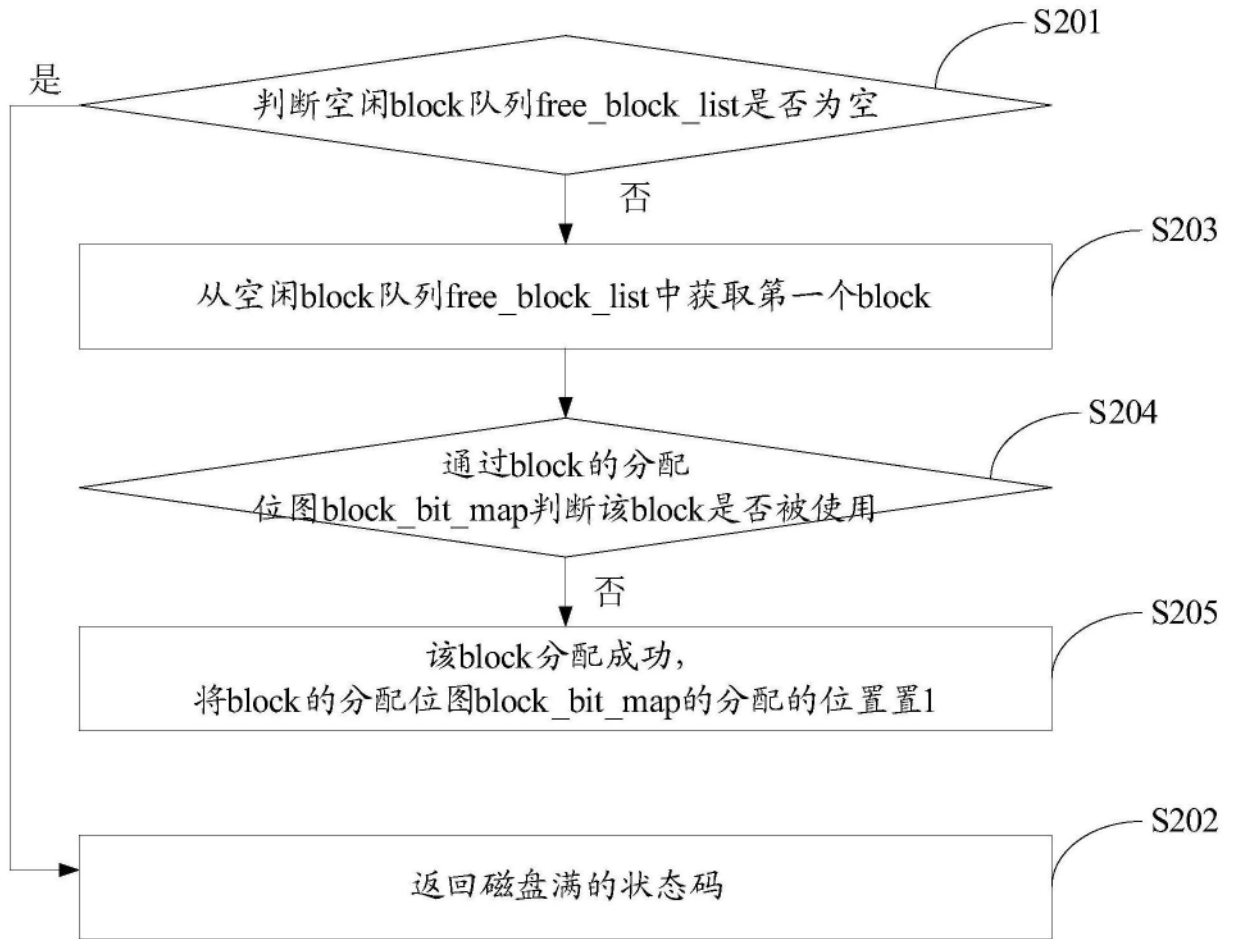 S201
是
判断空闲block队列free_block_list是否为空
否
S203
从空闲block队列free_block_list中获取第一个block
S204
通过block的分配
位图block_bit_map判断该block是否被使用
否
S205
该block分配成功,
将block的分配位图block_bit_map的分配的位置置1
S202
返回磁盘满的状态码